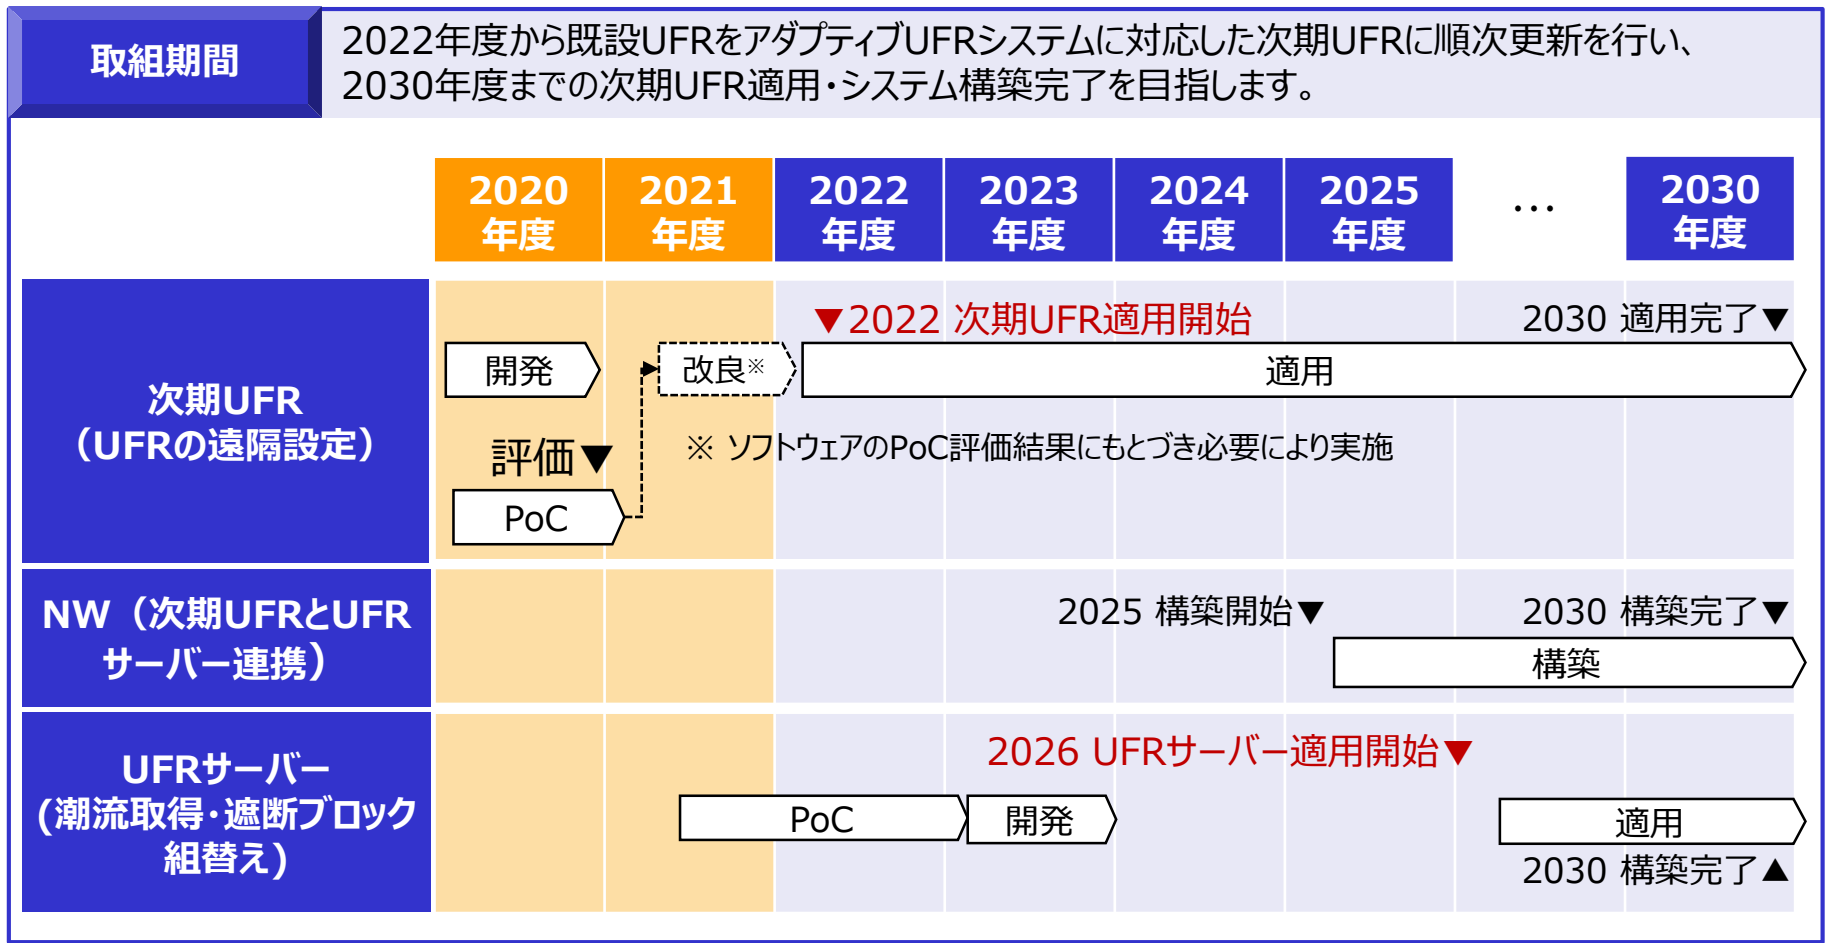 取組期間
2022年度から既設UFRをアダプティブUFRシステムに対応した次期UFRに順次更新を行い、
2030年度までの次期UFR適用・システム構築完了を目指します。
2020
年度
2021
年度
2022
年度
2023
年度
2024
年度
2025
年度
…
2030
年度
次期UFR
（UFRの遠隔設定）
▼2022 次期UFR適用開始
2030 適用完了▼
開発
改良※
適用
評価▼
※ ソフトウェアのPoC評価結果にもとづき必要により実施
PoC
NW（次期UFRとUFR
サーバー連携）
2025 構築開始▼
2030 構築完了▼
構築
UFRサーバー
(潮流取得・遮断ブロック
組替え)
2026 UFRサーバー適用開始▼
PoC
開発
適用
2030 構築完了▲